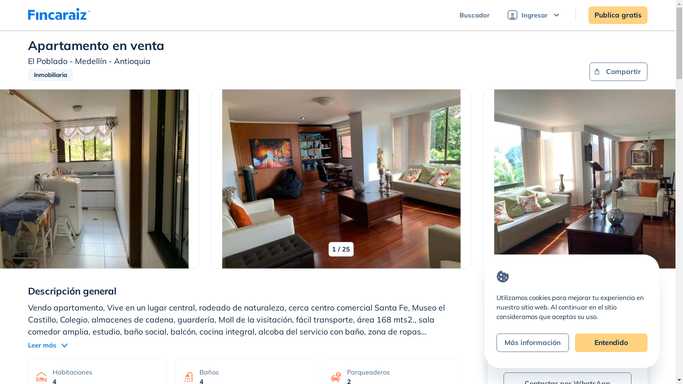 Fincaraiz
Buscador
Ingresar
Publica gratis
Apartamento en venta
El Poblado - Medellín - Antioquia
Inmobiliaria
Compartir
1 / 25
Descripción general
Vendo apartamento, Vive en un lugar central, rodeado de naturaleza, cerca centro comercial Santa Fe, Museo el
Castillo, Colegio, almacenes de cadena, guardería, Moll de la visitación, fácil transporte, área 168 mts2., sala
comedor amplia, estudio, baño social, balcón, cocina integral, alcoba del servicio con baño, zona de ropas...
Leer más
Habitaciones
4
Baños
4
Parqueaderos
2
Utilizamos cookies para mejorar tu experiencia en
nuestro sitio web. Al continuar en el sitio
consideramos que aceptas su uso.
Más información
Entendido
Contactar por WhatsApp